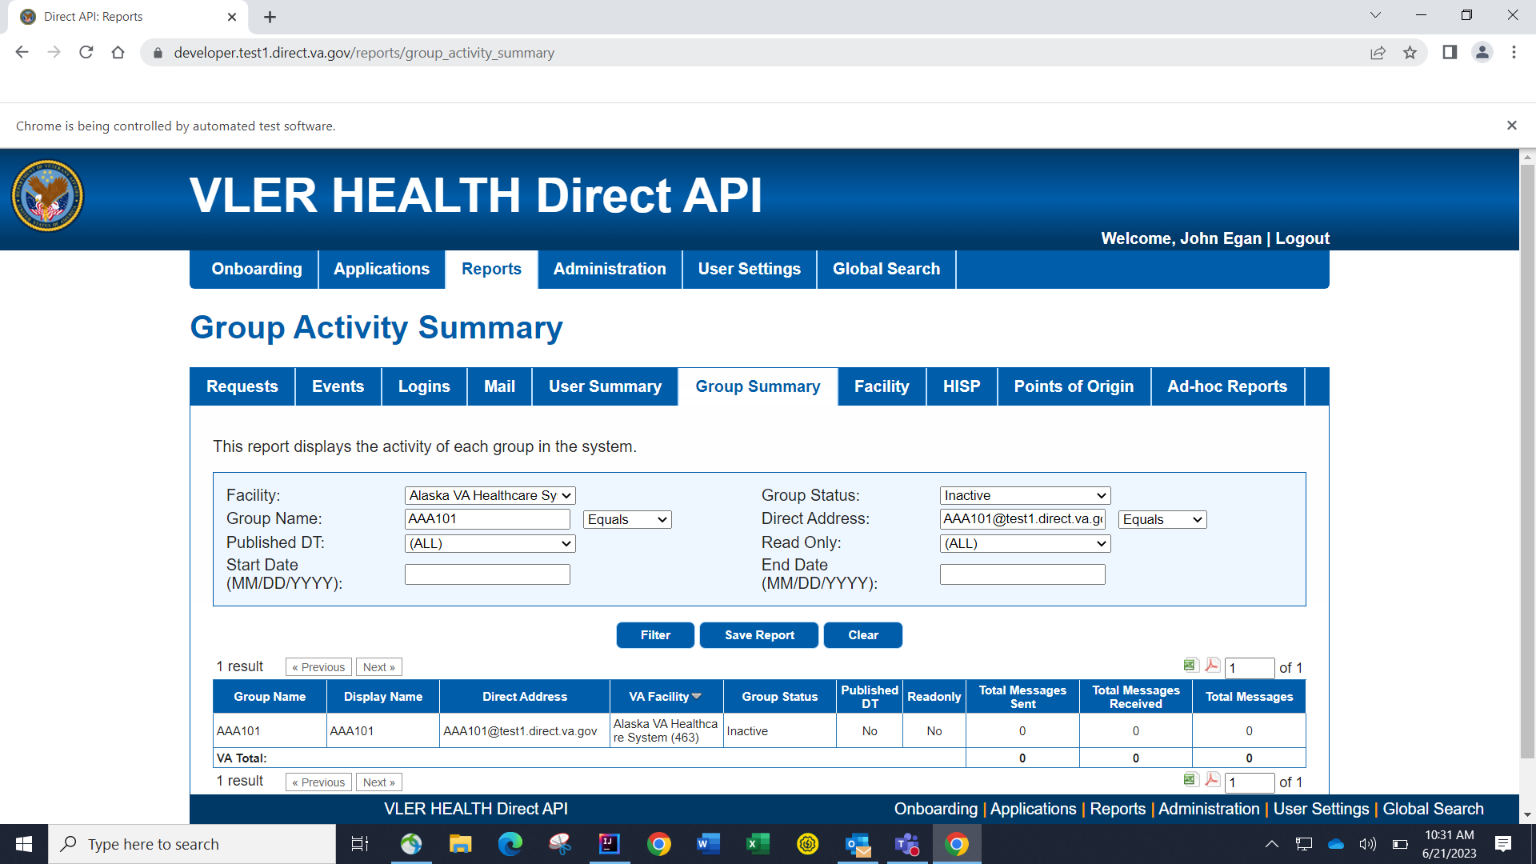 Direct API: Reports
developer.test1.direct.va.gov/reports/group_activity_summary
Chrome is being controlled by automated test software.
VLER HEALTH Direct API
Welcome, John Egan | Logout
Onboarding Applications Reports Administration User Settings Global Search
Group Activity Summary
Requests Events Logins Mail User Summary Group Summary Facility HISP Points of Origin Ad-hoc Reports
This report displays the activity of each group in the system.
Facility: Alaska VA Healthcare Sy Group Status: Inactive
Group Name: AAA101 Equals Direct Address: AAA101@test1.direct.va.g Equals
Published DT: (ALL) Read Only: (ALL)
Start Date End Date
(MM/DD/YYYY): (MM/DD/YYYY):
Filter Save Report Clear
1 result « Previous Next » 1 of 1
Group Name Display Name Direct Address VA Facility Group Status Published DT Readonly Total Messages Sent Total Messages Received Total Messages
AAA101 AAA101 AAA101@test1.direct.va.gov Alaska VA Healthca Inactive No No 0 0 0
re System (463)
VA Total: 0 0 0
1 result « Previous Next » 1 of 1
VLER HEALTH Direct API Onboarding | Applications | Reports | Administration | User Settings | Global Search
Type here to search
10:31 AM
6/21/2023